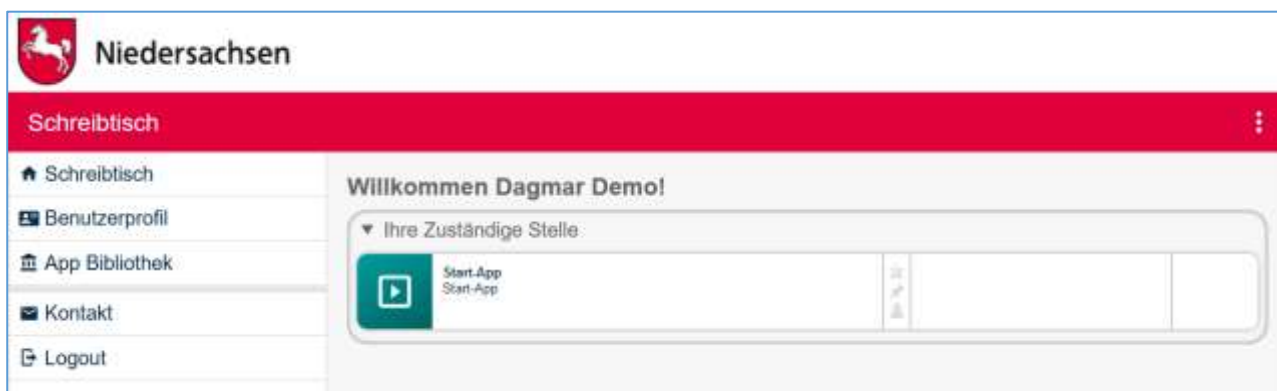 Niedersachsen
Schreibtisch
Schreibtisch
Benutzerprofil
App Bibliothek
Kontakt
Logout
Willkommen Dagmar Demo!
Ihre Zuständige Stelle
Start-App
Start-App